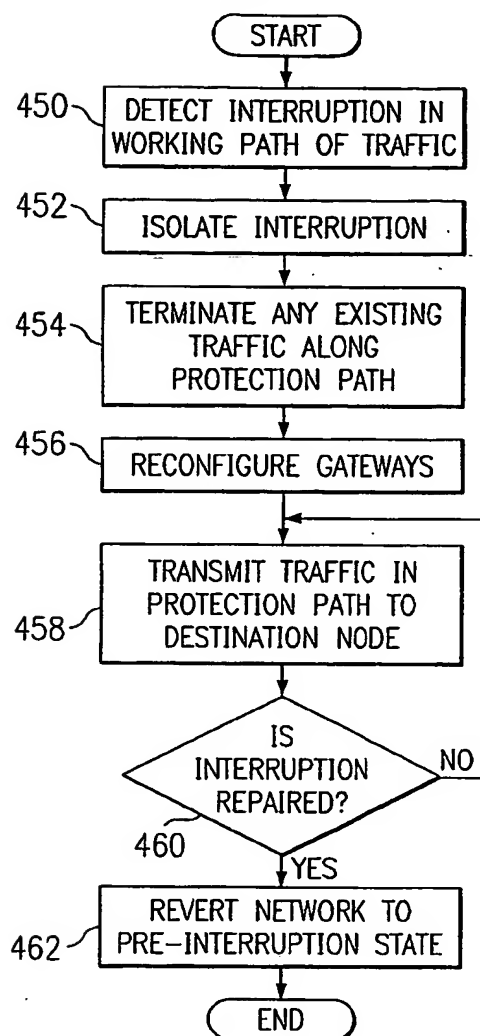 START
450
DETECT INTERRUPTION IN
WORKING PATH OF TRAFFIC
452
ISOLATE INTERRUPTION
454
TERMINATE ANY EXISTING
TRAFFIC ALONG
PROTECTION PATH
456
RECONFIGURE GATEWAYS
458
TRANSMIT TRAFFIC IN
PROTECTION PATH TO
DESTINATION NODE
IS
INTERRUPTION
REPAIRED?
NO
460
YES
462
REVERT NETWORK TO
PRE-INTERRUPTION STATE
END